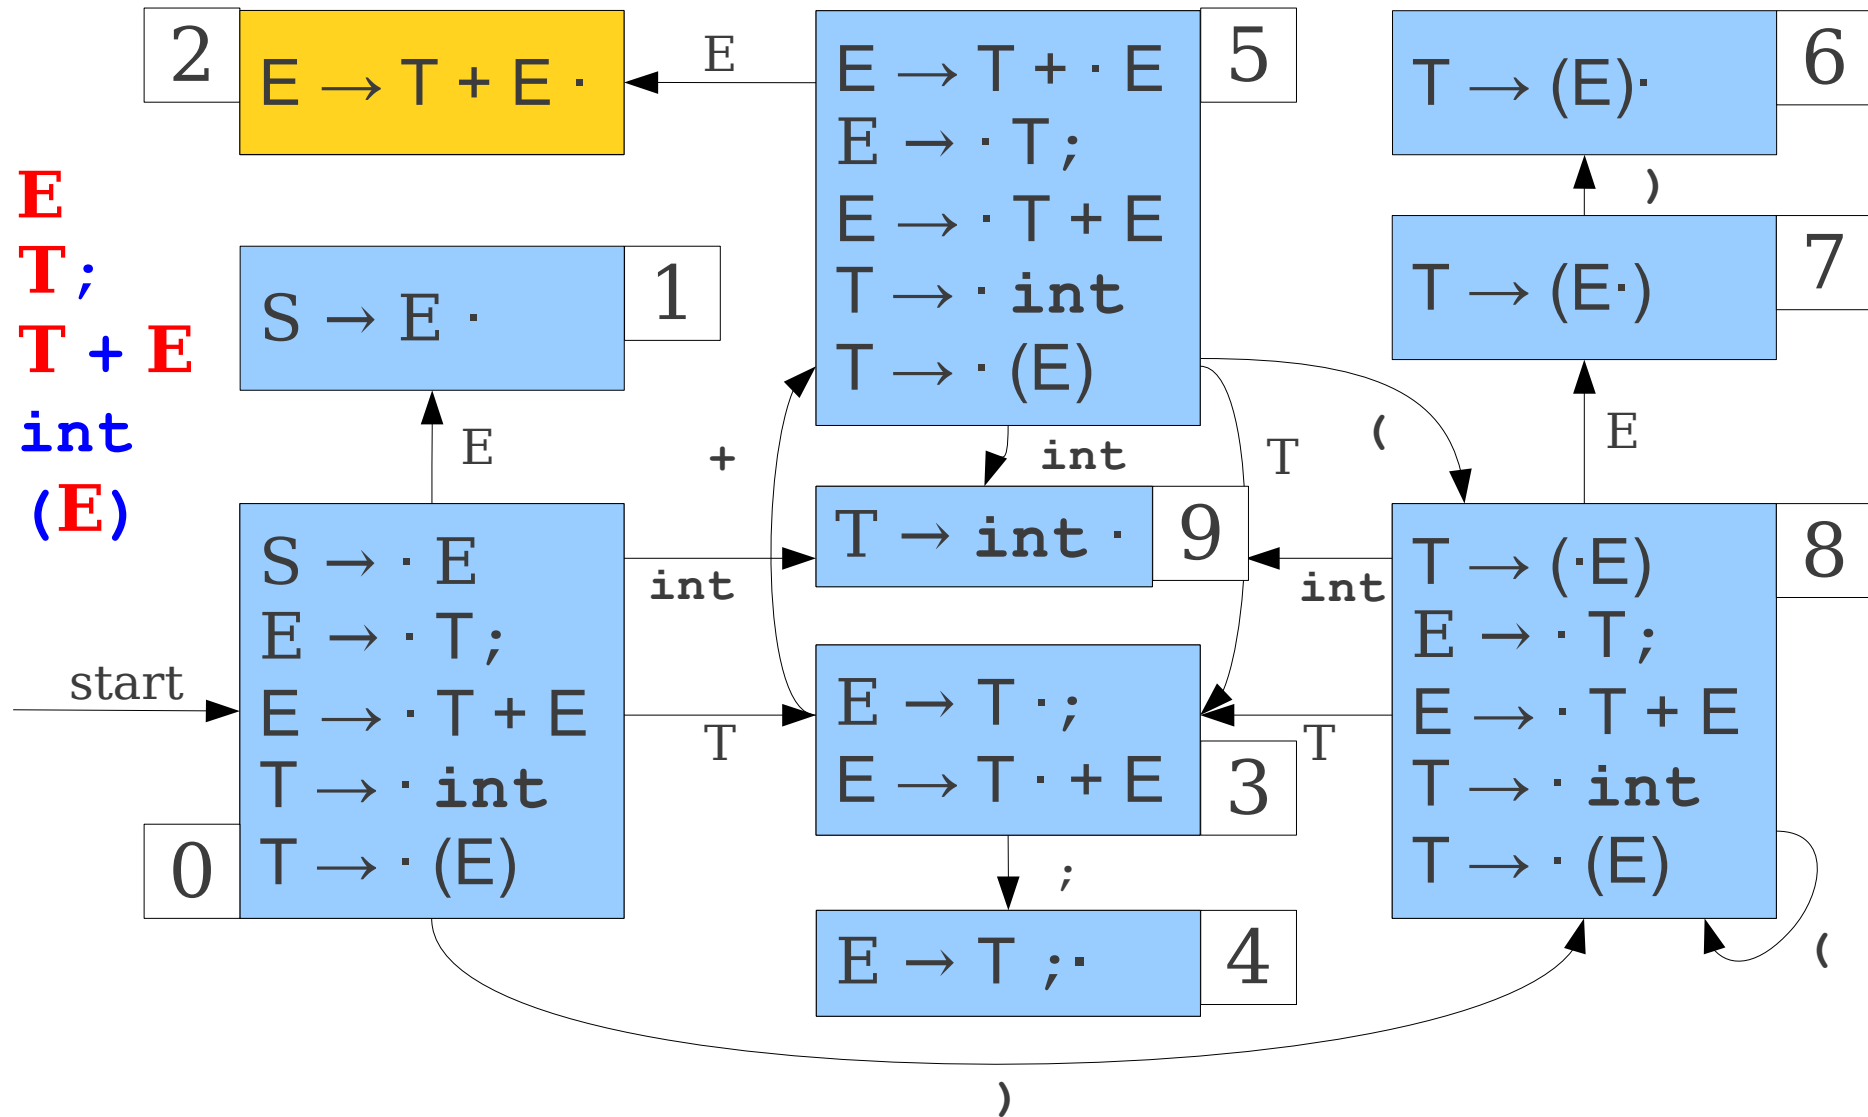 2
E → T + E ·
E
5
E → T + · E
E → · T ;
E → · T + E
T → · int
T → · (E)
6
T → (E)·
)
7
T → (E·)
E
T ;
T + E
int
(E)
1
S → E ·
E
+
int
T
(
E
0
S → · E
E → · T ;
E → · T + E
T → · int
T → · (E)
start
int
T
9
T → int ·
int
T
3
E → T · ;
E → T · + E
;
4
E → T ; ·
8
T → (·E)
E → · T ;
E → · T + E
T → · int
T → · (E)
(
)